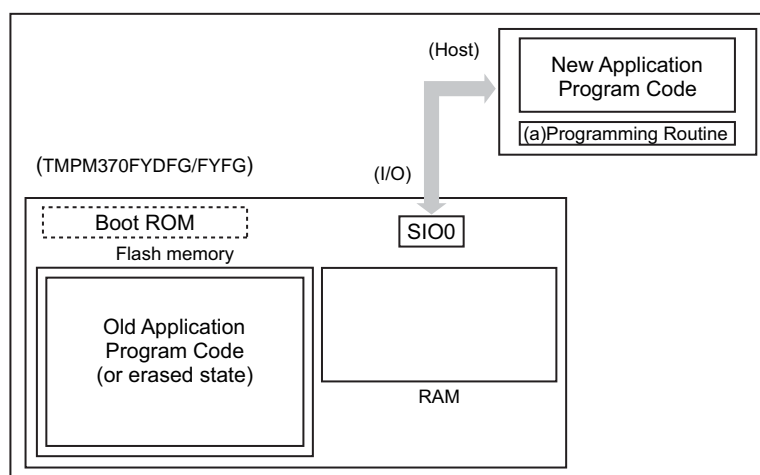 (Host)
New Application
Program Code
(a)Programming Routine
(TMPM370FYDFG/FYFG)
(I/O)
Boot ROM
SIO0
Flash memory
Old Application
Program Code
(or erased state)
RAM